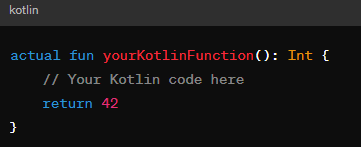 kotlin
actual fun yourKotlinFunction(): Int {
    // Your Kotlin code here
    return 42
}